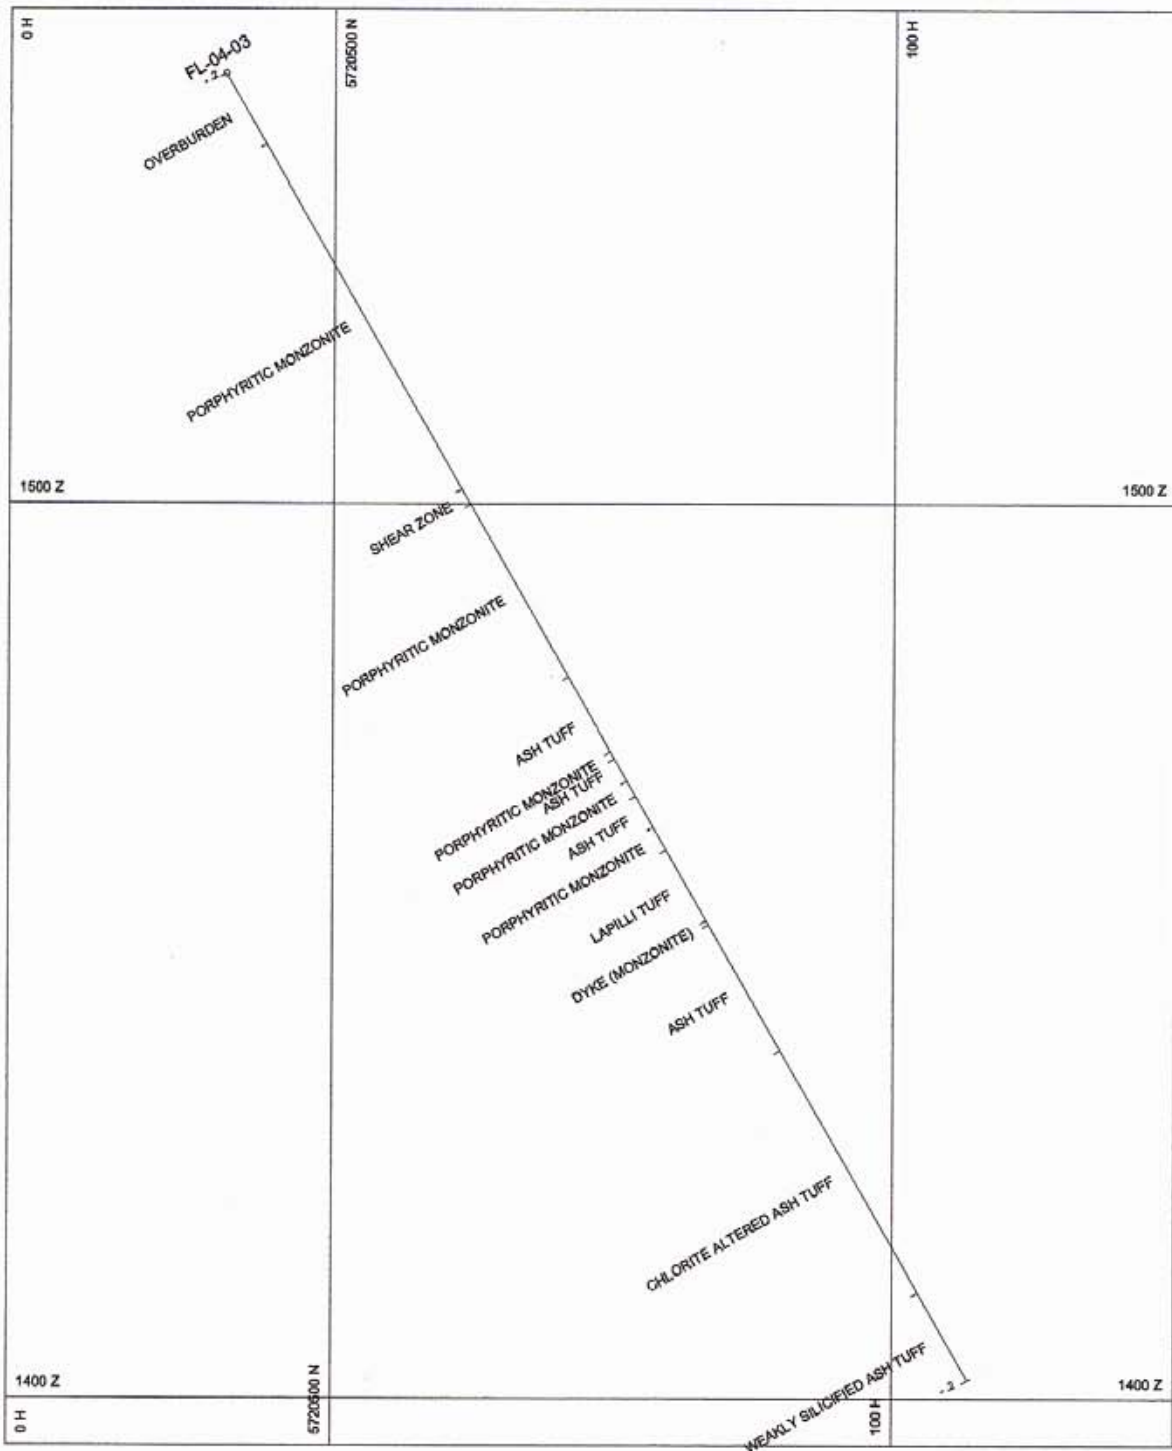 0 H
5720500 N
100 H
FL-04-03
-.2
OVERBURDEN
PORPHYRITIC MONZONITE
1500 Z
1500 Z
SHEAR ZONE
PORPHYRITIC MONZONITE
ASH TUFF
PORPHYRITIC MONZONITE
ASH TUFF
PORPHYRITIC MONZONITE
ASH TUFF
PORPHYRITIC MONZONITE
LAPILLI TUFF
DYKE (MONZONITE)
ASH TUFF
CHLORITE ALTERED ASH TUFF
WEAKLY SILICIFIED ASH TUFF
-.2
1400 Z
1400 Z
0 H
5720500 N
100 H